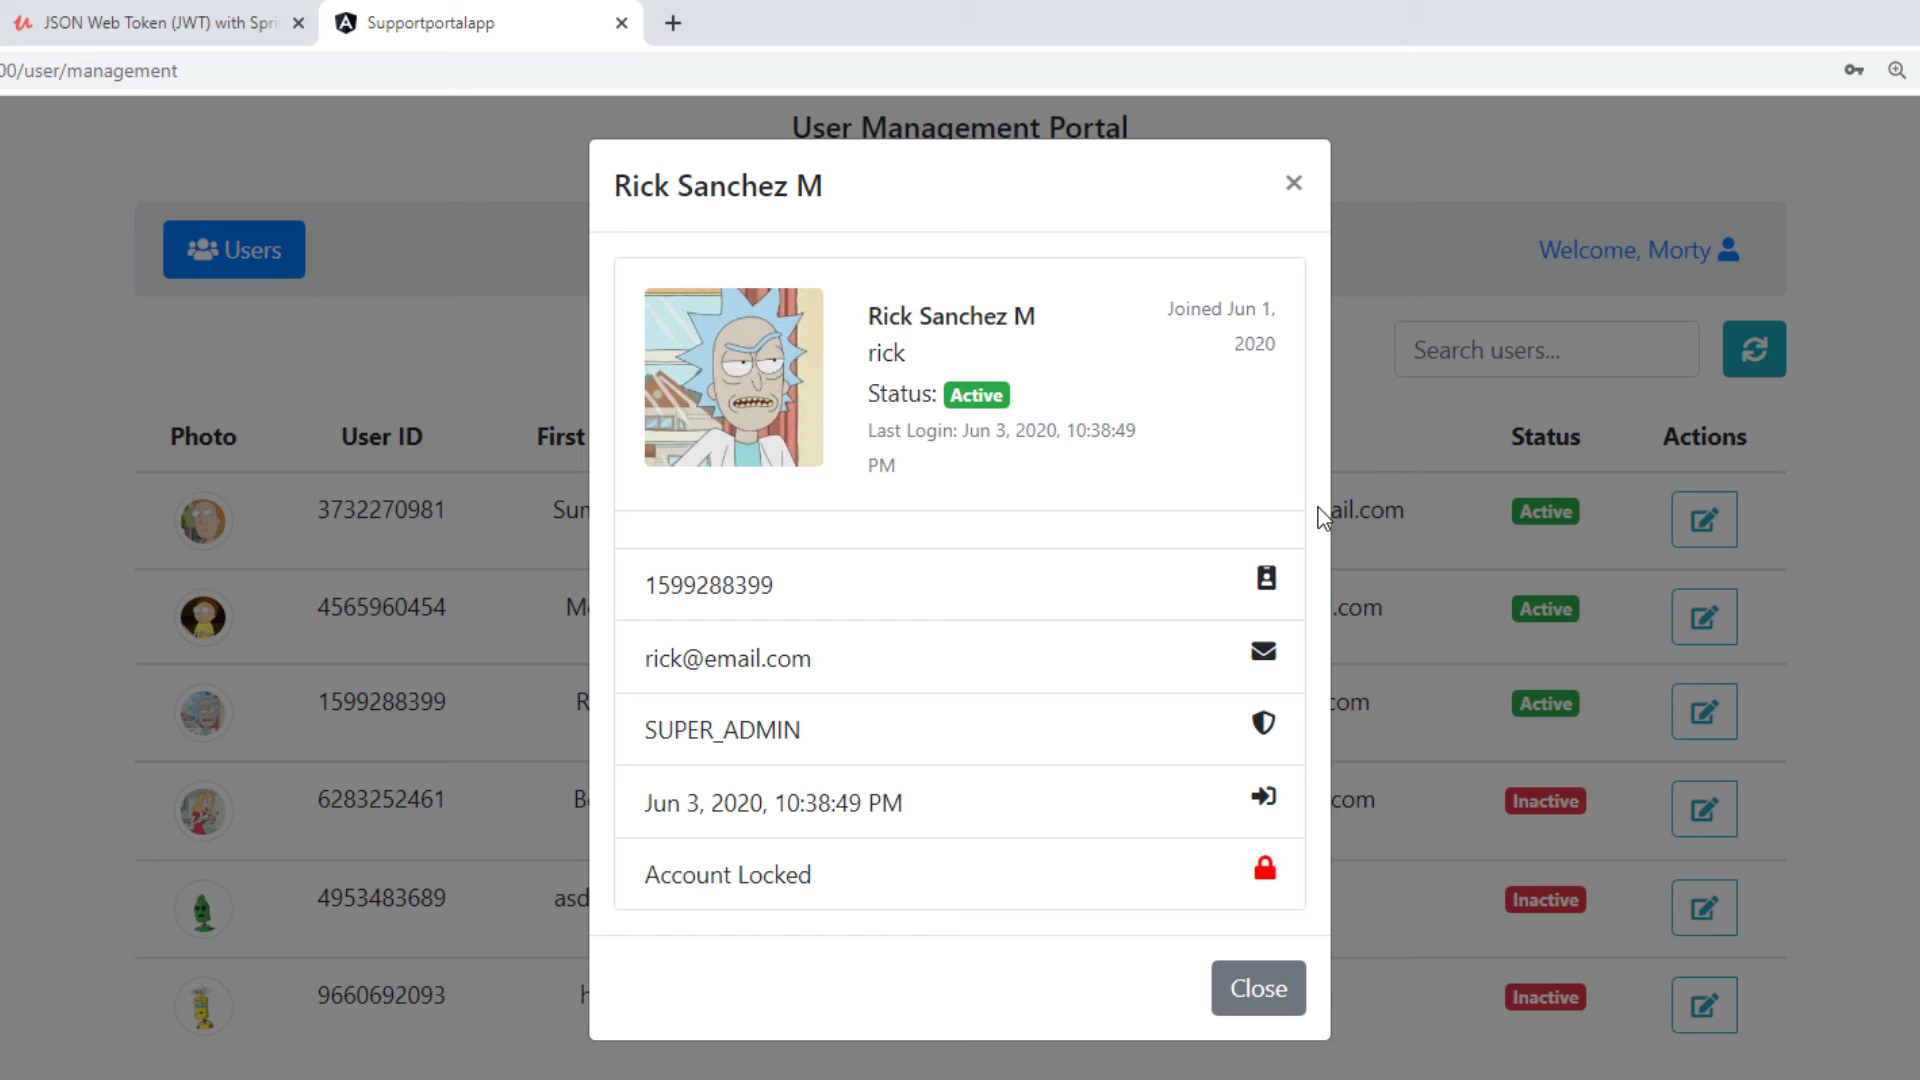 JSON Web Token (JWT) with Spri
Supportportalapp
00/user/management
User Management Portal
Rick Sanchez M
Users
Welcome, Morty
Rick Sanchez M
Joined Jun 1,
2020
rick
Status: Active
Last Login: Jun 3, 2020, 10:38:49
PM
Search users...
Photo
User ID
First
Status
Actions
3732270981
Sur
ail.com
Active
4565960454
.com
Active
1599288399
R
com
Active
6283252461
com
Inactive
4953483689
asd
Inactive
9660692093
Inactive
1599288399
rick@email.com
SUPER_ADMIN
Jun 3, 2020, 10:38:49 PM
Account Locked
Close